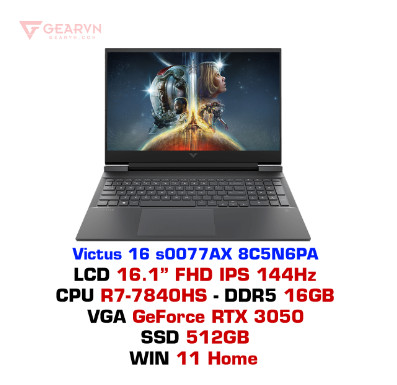 GEARVN
Victus 16 s0077AX 8C5N6PA
LCD 16.1” FHD IPS 144Hz
CPU R7-7840HS - DDR5 16GB
VGA GeForce RTX 3050
SSD 512GB
WIN 11 Home